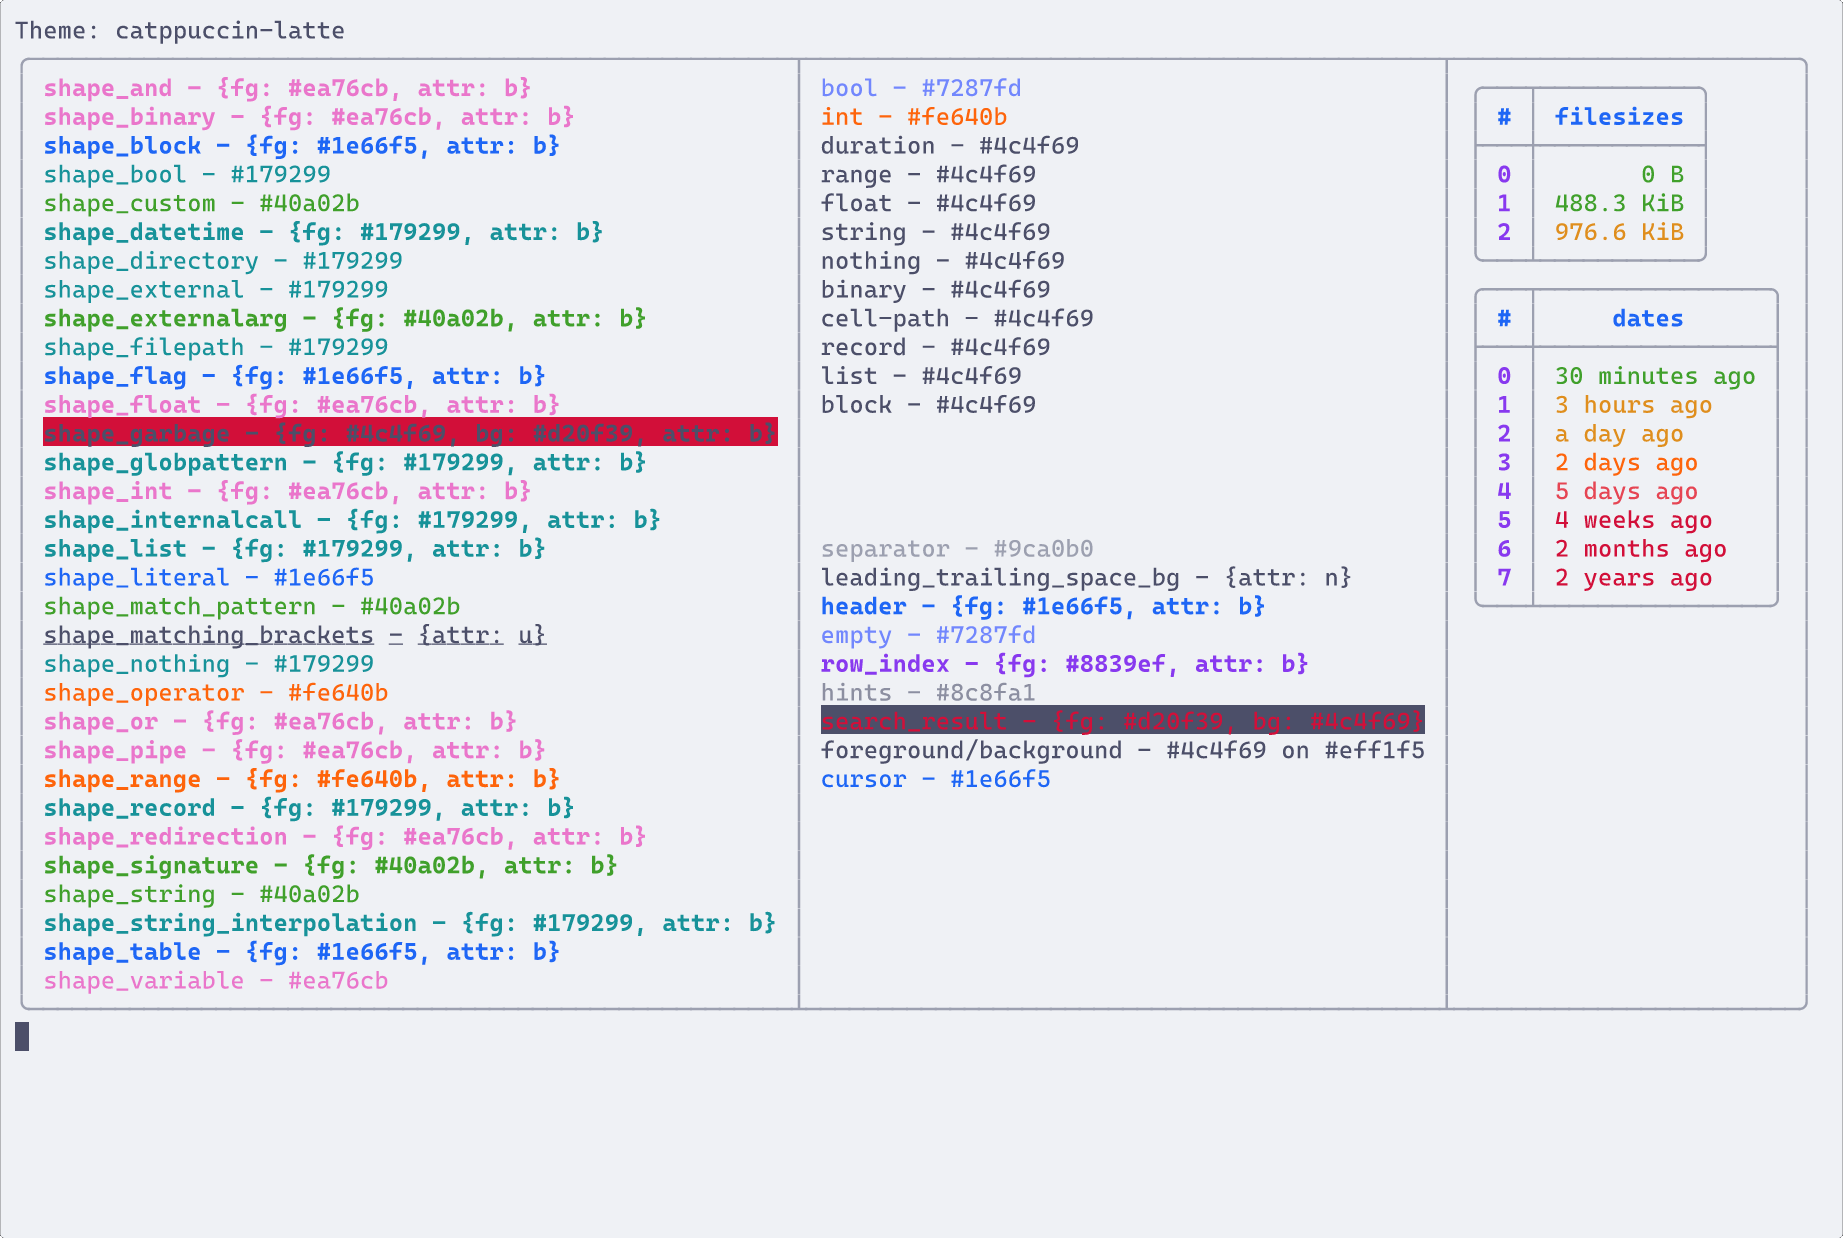 Theme: catppuccin-latte
shape_and - {fg: #ea76cb, attr: b}
shape_binary - {fg: #ea76cb, attr: b}
shape_block - {fg: #1e66f5, attr: b}
shape_bool - #179299
shape_custom - #40a02b
shape_datetime - {fg: #179299, attr: b}
shape_directory - #179299
shape_external - #179299
shape_externalarg - {fg: #40a02b, attr: b}
shape_filepath - #179299
shape_flag - {fg: #1e66f5, attr: b}
shape_float - {fg: #ea76cb, attr: b}
shape_garbage - {fg: #4c4f69, bg: #d20f39, attr: b}
shape_globpattern - {fg: #179299, attr: b}
shape_int - {fg: #ea76cb, attr: b}
shape_internalcall - {fg: #179299, attr: b}
shape_list - {fg: #179299, attr: b}
shape_literal - #1e66f5
shape_match_pattern - #40a02b
shape_matching_brackets - {attr: u}
shape_nothing - #179299
shape_operator - #fe640b
shape_or - {fg: #ea76cb, attr: b}
shape_pipe - {fg: #ea76cb, attr: b}
shape_range - {fg: #fe640b, attr: b}
shape_record - {fg: #179299, attr: b}
shape_redirection - {fg: #ea76cb, attr: b}
shape_signature - {fg: #40a02b, attr: b}
shape_string - #40a02b
shape_string_interpolation - {fg: #179299, attr: b}
shape_table - {fg: #1e66f5, attr: b}
shape_variable - #ea76cb
bool - #7287fd
int - #fe640b
duration - #4c4f69
range - #4c4f69
float - #4c4f69
string - #4c4f69
nothing - #4c4f69
binary - #4c4f69
cell-path - #4c4f69
record - #4c4f69
list - #4c4f69
block - #4c4f69
separator - #9ca0b0
leading_trailing_space_bg - {attr: n}
header - {fg: #1e66f5, attr: b}
empty - #7287fd
row_index - {fg: #8839ef, attr: b}
hints - #8c8fa1
search_result - {fg: #d20f39, bg: #4c4f69}
foreground/background - #4c4f69 on #eff1f5
cursor - #1e66f5
# filesizes
0 0 B
1 488.3 KiB
2 976.6 KiB
# dates
0 30 minutes ago
1 3 hours ago
2 a day ago
3 2 days ago
4 5 days ago
5 4 weeks ago
6 2 months ago
7 2 years ago